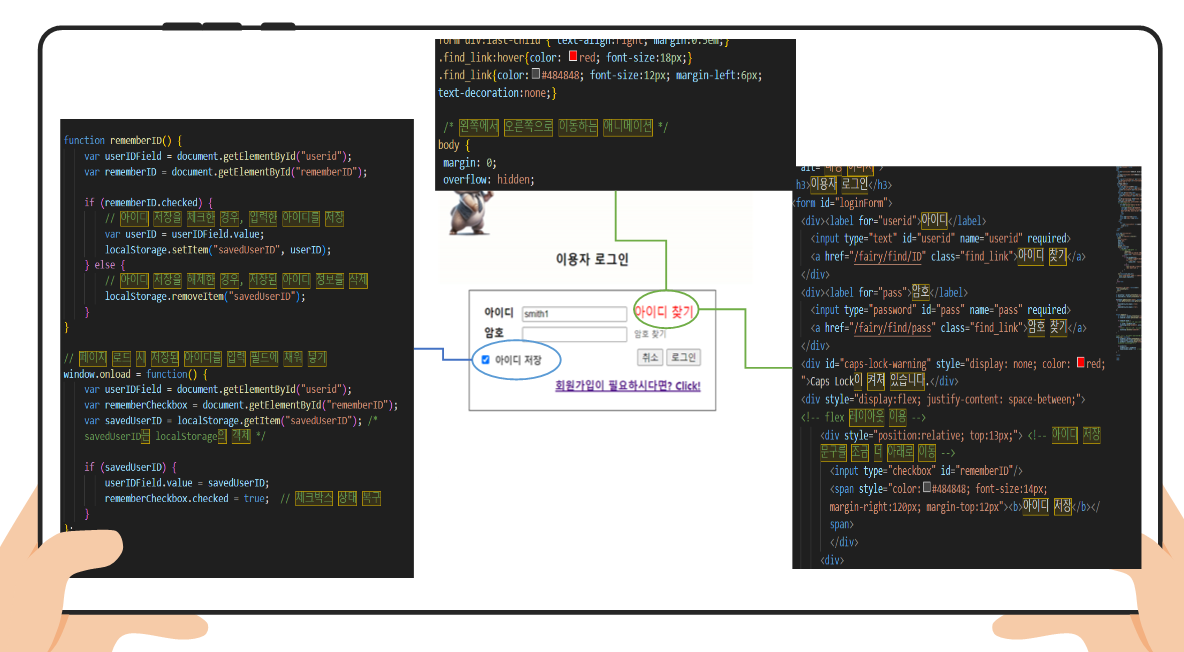 function rememberID() {
var userIDField = document.getElementById("userid");
var rememberID = document.getElementById("rememberID");
if (rememberID.checked) {
// 아이디 저장을 체크한 경우, 입력한 아이디를 저장
var userID = userIDField.value;
localStorage.setItem("savedUserID", userID);
} else {
// 아이디 저장을 해제한 경우, 저장된 아이디 정보를 삭제
localStorage.removeItem("savedUserID");
}
}
// 페이지 로드 시 저장된 아이디를 입력 필드에 채워 넣기
window.onload = function() {
var userIDField = document.getElementById("userid");
var rememberCheckbox = document.getElementById("rememberID");
var savedUserID = localStorage.getItem("savedUserID"); /*
savedUserID는 localStorage의 객체 */
if (savedUserID) {
userIDField.value = savedUserID;
rememberCheckbox.checked = true; // 체크박스 상태 복구
}
};
form div:last-child { text-align:right; margin:0.5em;}
.find_link:hover{color: red; font-size:18px;}
.find_link{color: #484848; font-size:12px; margin-left:6px;
text-decoration:none;}
/* 왼쪽에서 오른쪽으로 이동하는 애니메이션 */
body {
margin: 0;
overflow: hidden;
이용자 로그인
아이디 smith1 아이디 찾기
암호 암호 찾기
아이디 저장 취소 로그인
회원가입이 필요하시다면? Click!
h3>이용자 로그인</h3>
<form id="loginForm">
<div><label for="userid">아이디</label>
<input type="text" id="userid" name="userid" required>
<a href="/fairy/find/ID" class="find_link">아이디 찾기</a>
</div>
<div><label for="pass">암호</label>
<input type="password" id="pass" name="pass" required>
<a href="/fairy/find/pass" class="find_link">암호 찾기</a>
</div>
<div id="caps-lock-warning" style="display: none; color: red;
">Caps Lock이 켜져 있습니다.</div>
<div style="display:flex; justify-content: space-between;">
<!-- flex 레이아웃 이용 -->
<div style="position:relative; top:13px;"> <!-- 아이디 저장
문구를 조금 더 아래로 이동 -->
<input type="checkbox" id="rememberID"/>
<span style="color: #484848; font-size:14px;
margin-right:120px; margin-top:12px"><b>아이디 저장</b></
span>
</div>
<div>